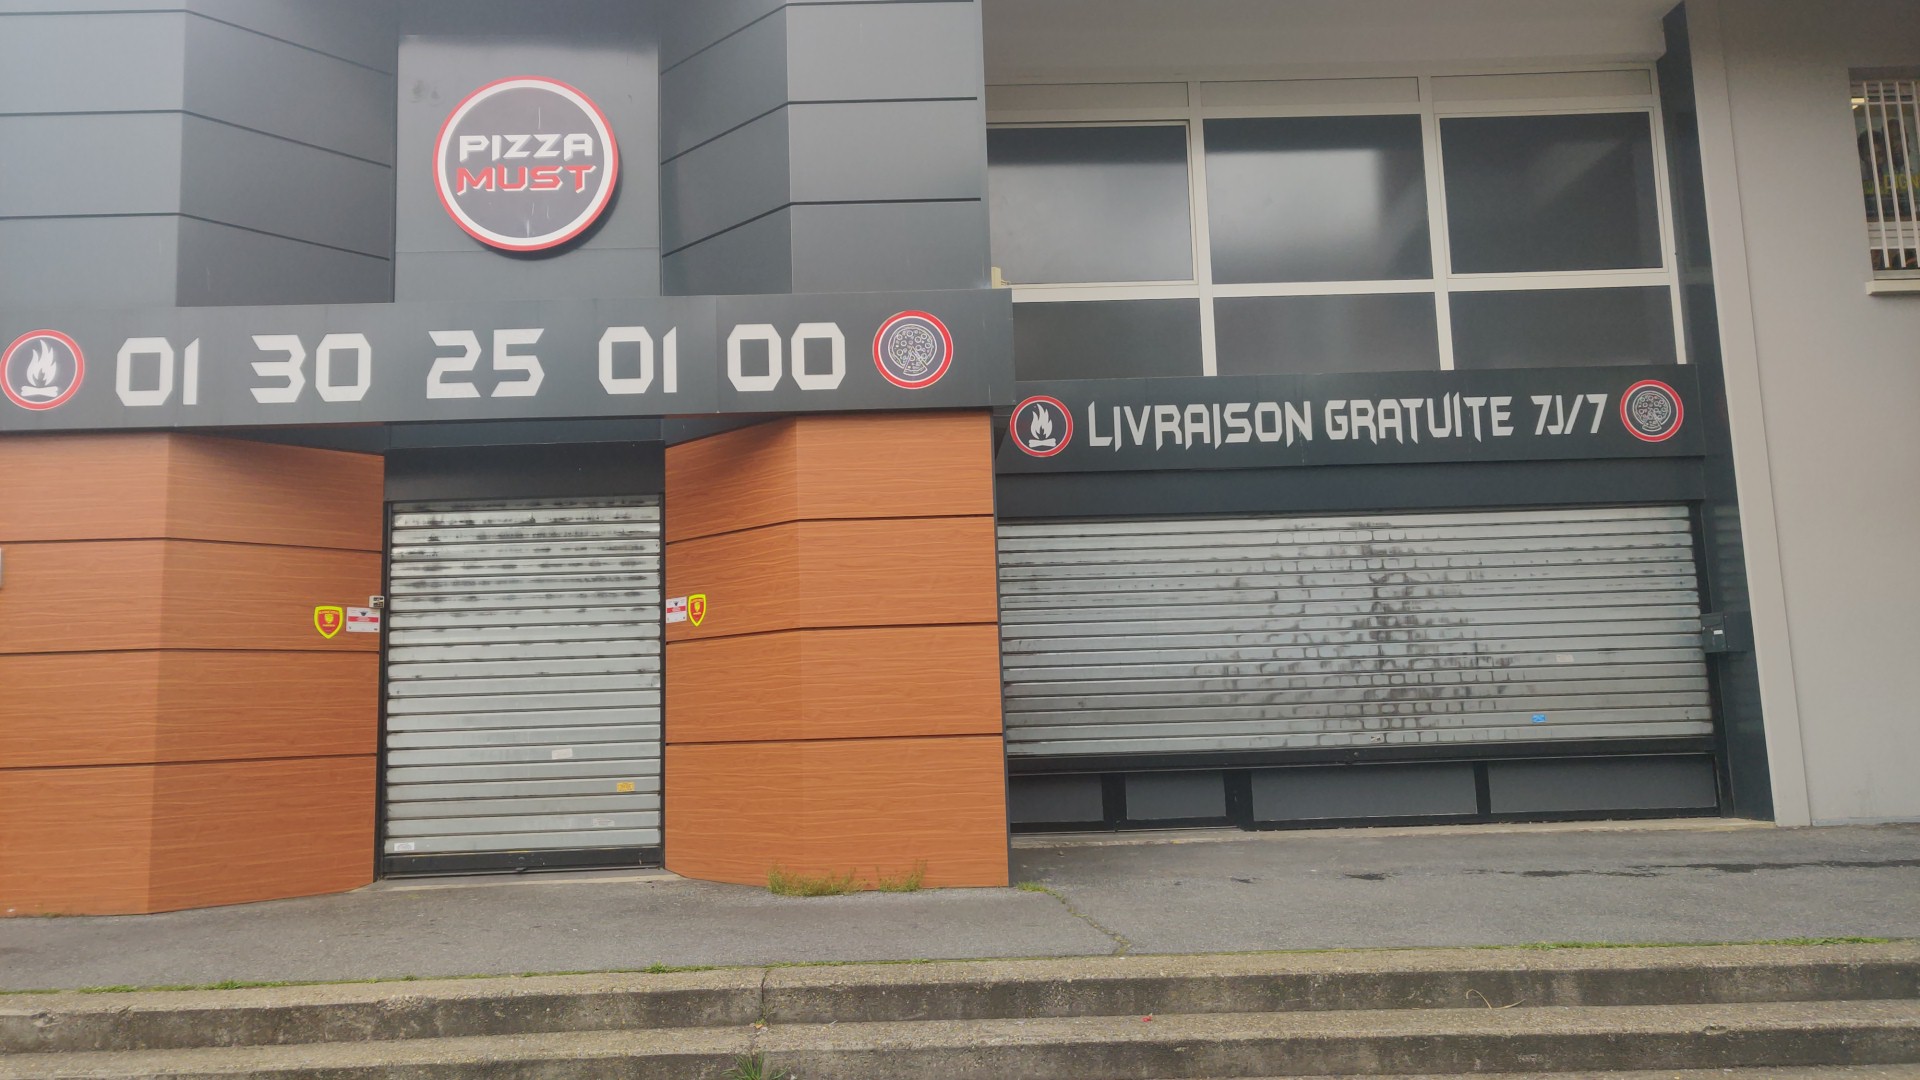 PIZZA
MUST
01 30 25 01 00
LIVRAISON GRATUITE 7J/7